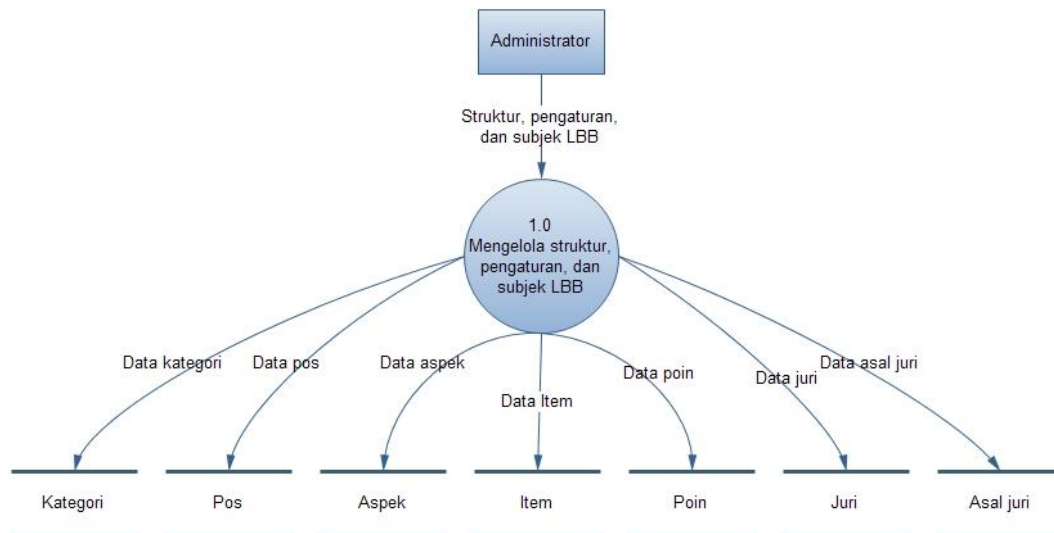 Administrator
Struktur, pengaturan,
dan subjek LBB
1.0
Mengelola struktur,
pengaturan, dan
subjek LBB
Data kategori
Data pos
Data aspek
Data Item
Data poin
Data juri
Data asal juri
Kategori
Pos
Aspek
Item
Poin
Juri
Asal juri